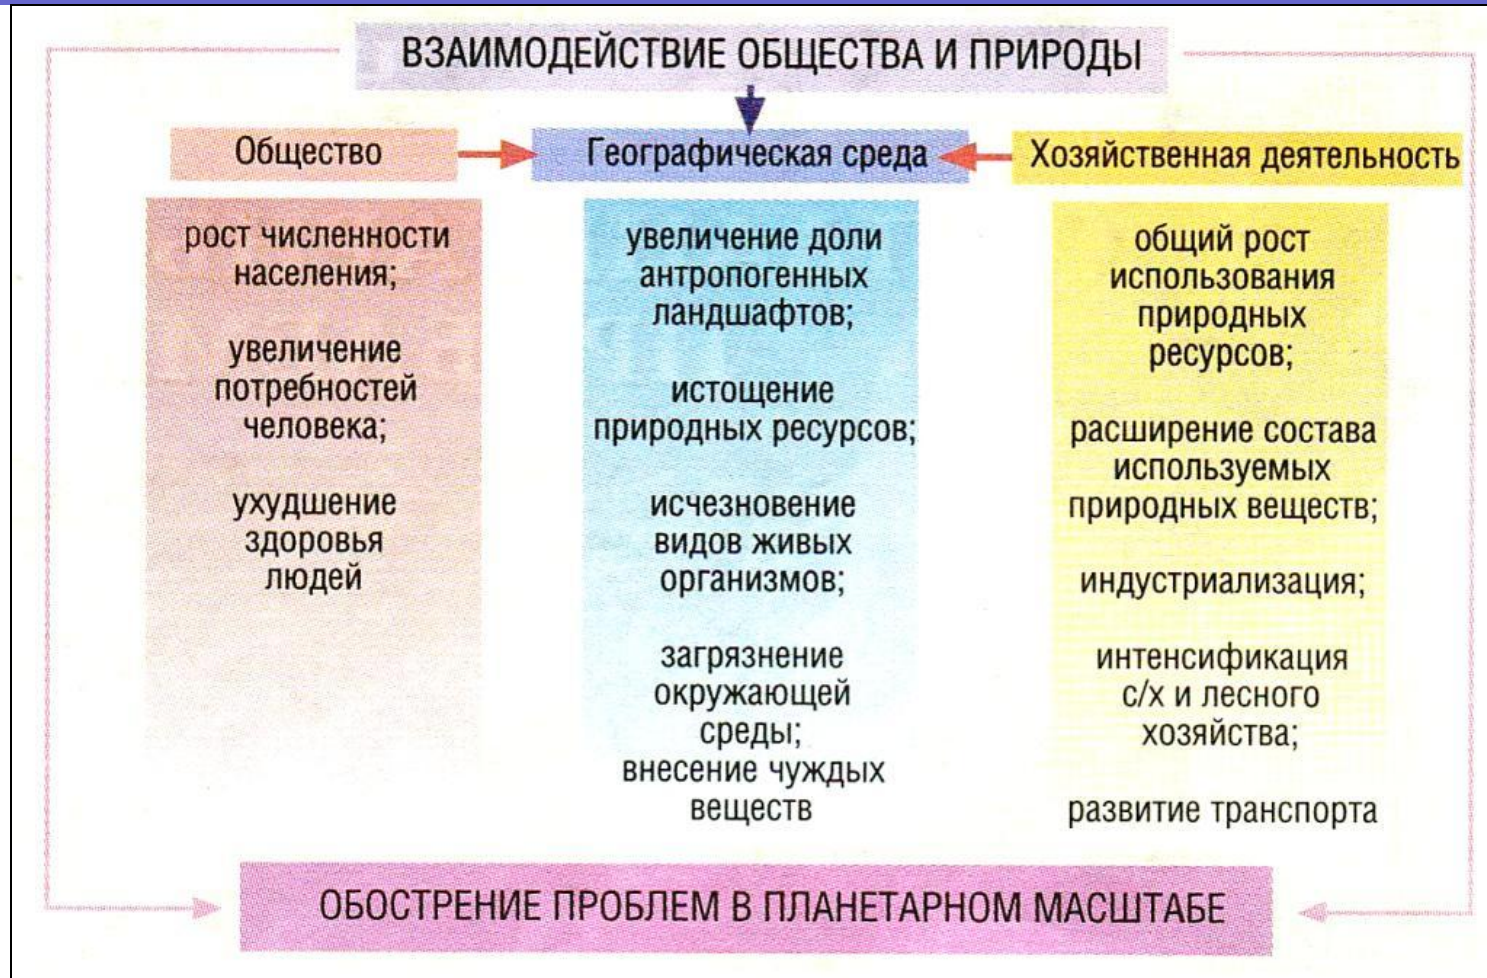 ВЗАИМОДЕЙСТВИЕ ОБЩЕСТВА И ПРИРОДЫ
Общество
Географическая среда
Хозяйственная деятельность
рост численности
населения;
увеличение
потребностей
человека;
ухудшение
здоровья
людей
увеличение доли
антропогенных
ландшафтов;
истощение
природных ресурсов;
исчезновение
видов живых
организмов;
загрязнение
окружающей
среды;
внесение чуждых
веществ
общий рост
использования
природных
ресурсов;
расширение состава
используемых
природных веществ;
индустриализация;
интенсификация
с/х и лесного
хозяйства;
развитие транспорта
ОБОСТРЕНИЕ ПРОБЛЕМ В ПЛАНЕТАРНОМ МАСШТАБЕ